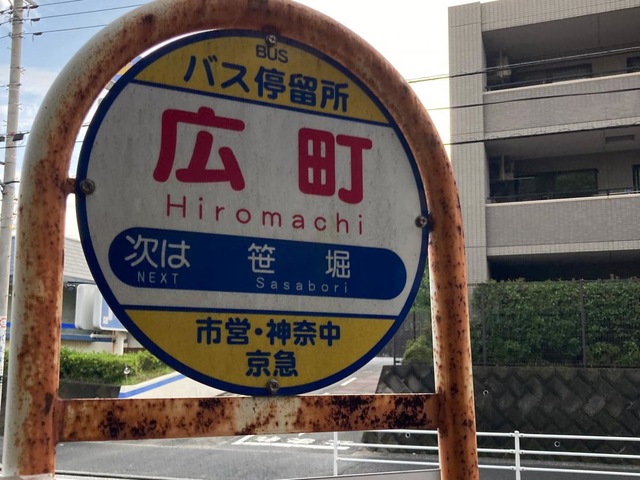 BUS
バス停留所
広町
Hiromachi
次は 笹堀
NEXT Sasabori
市営・神奈中
京急